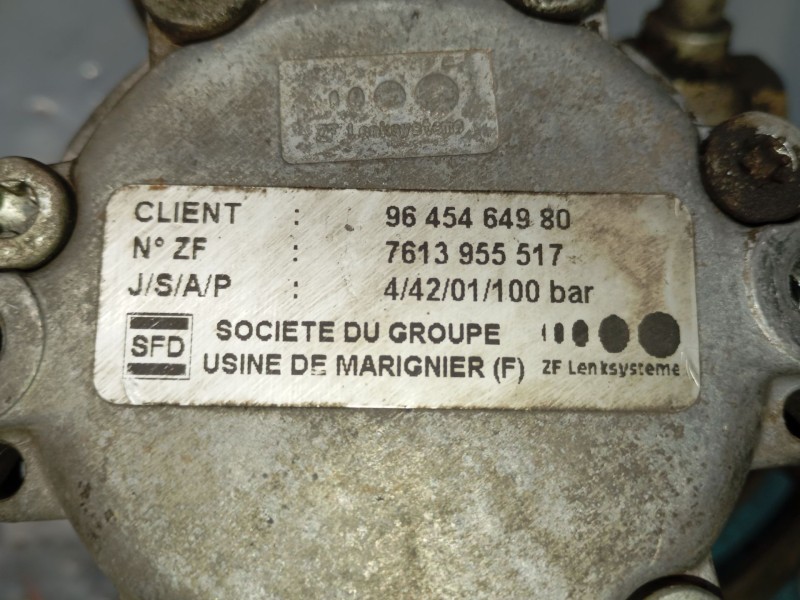 ZF Lenksysteme
CLIENT : 96 454 649 80
N° ZF : 7613 955 517
J/S/A/P : 4/42/01/100 bar
SFD SOCIETE DU GROUPE
USINE DE MARIGNIER (F) ZF Lenksysteme